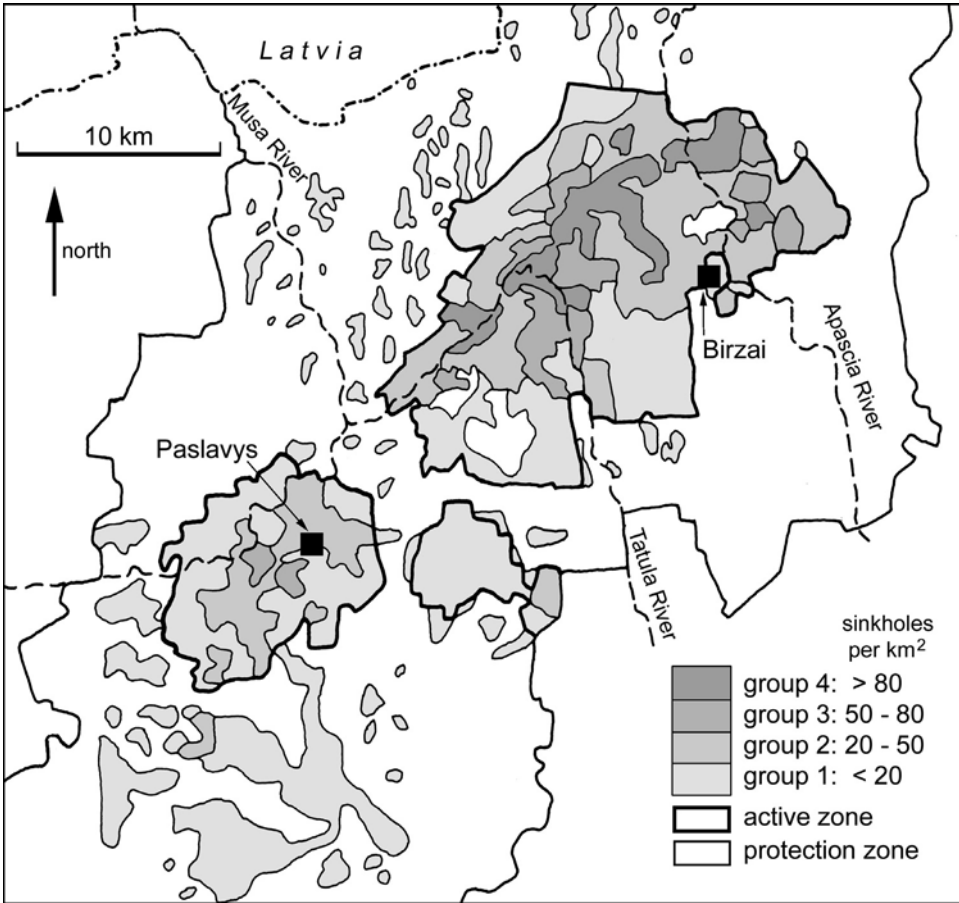 Latvia
10 km
Musa River
north
Birzai
Apascia River
Paslavys
Tatula River
sinkholes
per km²
group 4: > 80
group 3: 50 - 80
group 2: 20 - 50
group 1: < 20
active zone
protection zone